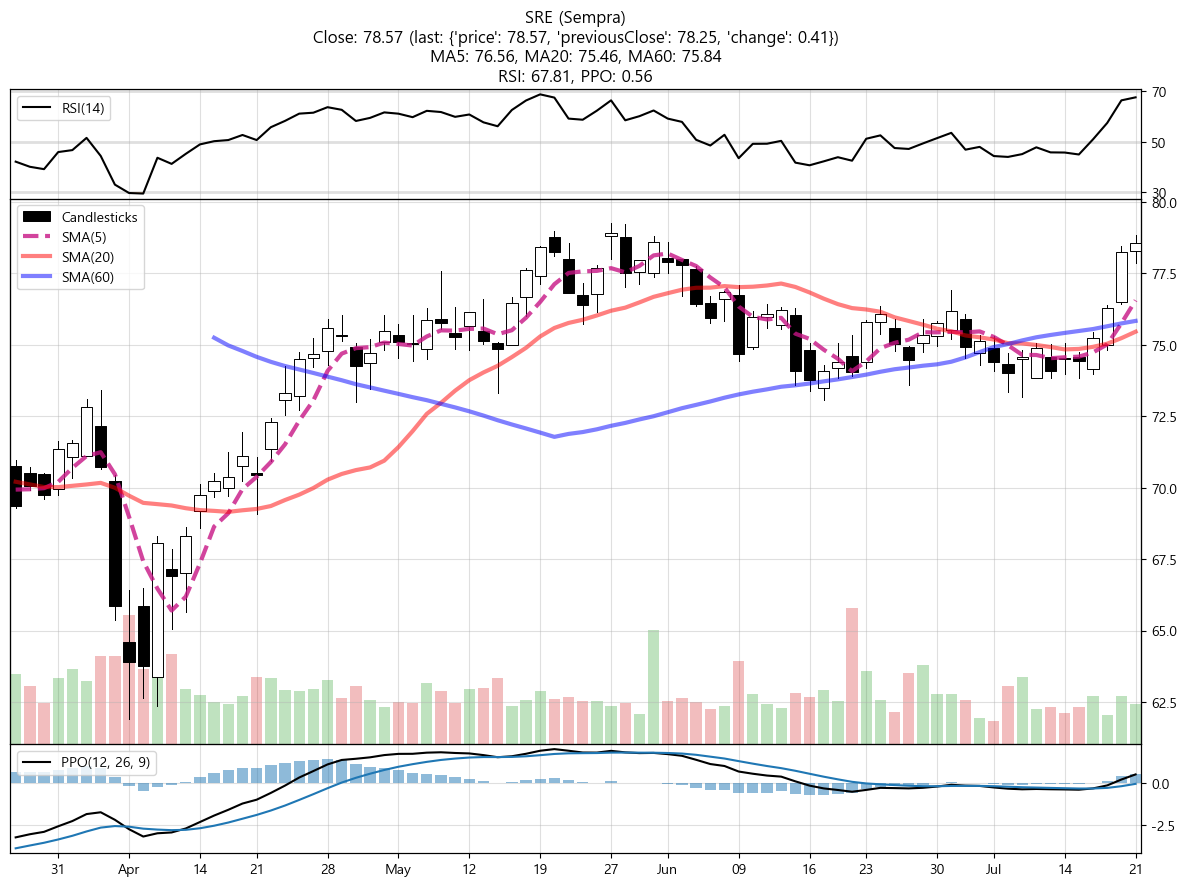 SRE (Sempra)
Close: 78.57 (last: {'price': 78.57, 'previousClose': 78.25, 'change': 0.41})
MA5: 76.56, MA20: 75.46, MA60: 75.84
RSI: 67.81, PPO: 0.56
RSI(14)
70
50
30
Candlesticks
SMA(5)
SMA(20)
SMA(60)
80.0
77.5
75.0
72.5
70.0
67.5
65.0
62.5
PPO(12, 26, 9)
0.0
-2.5
31 Apr 14 21 28 May 12 19 27 Jun 09 16 23 30 Jul 14 21